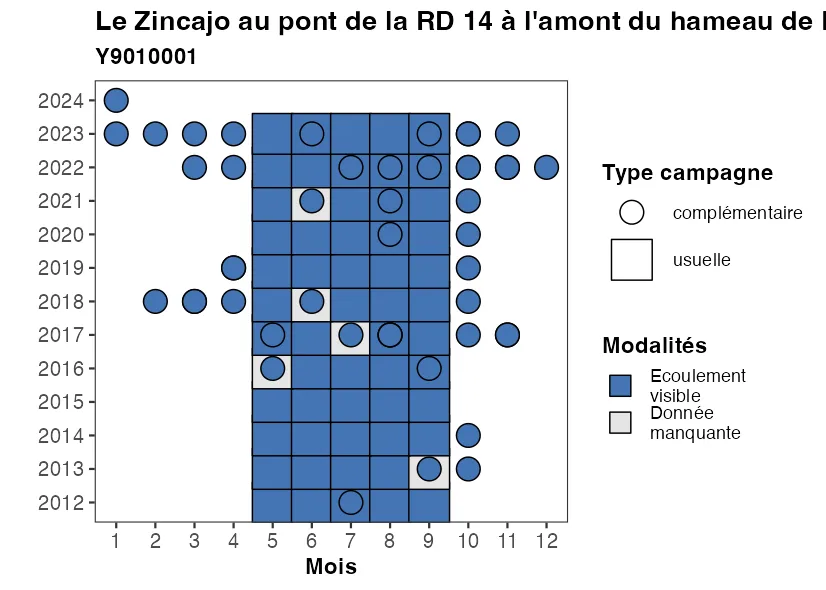 Le Zincajo au pont de la RD 14 à l'amont du hameau de
Y9010001
2024
2023
2022
2021
2020
2019
2018
2017
2016
2015
2014
2013
2012
1 2 3 4 5 6 7 8 9 10 11 12
Mois
Type campagne
complémentaire
usuelle
Modalités
Ecoulement
visible
Donnée
manquante